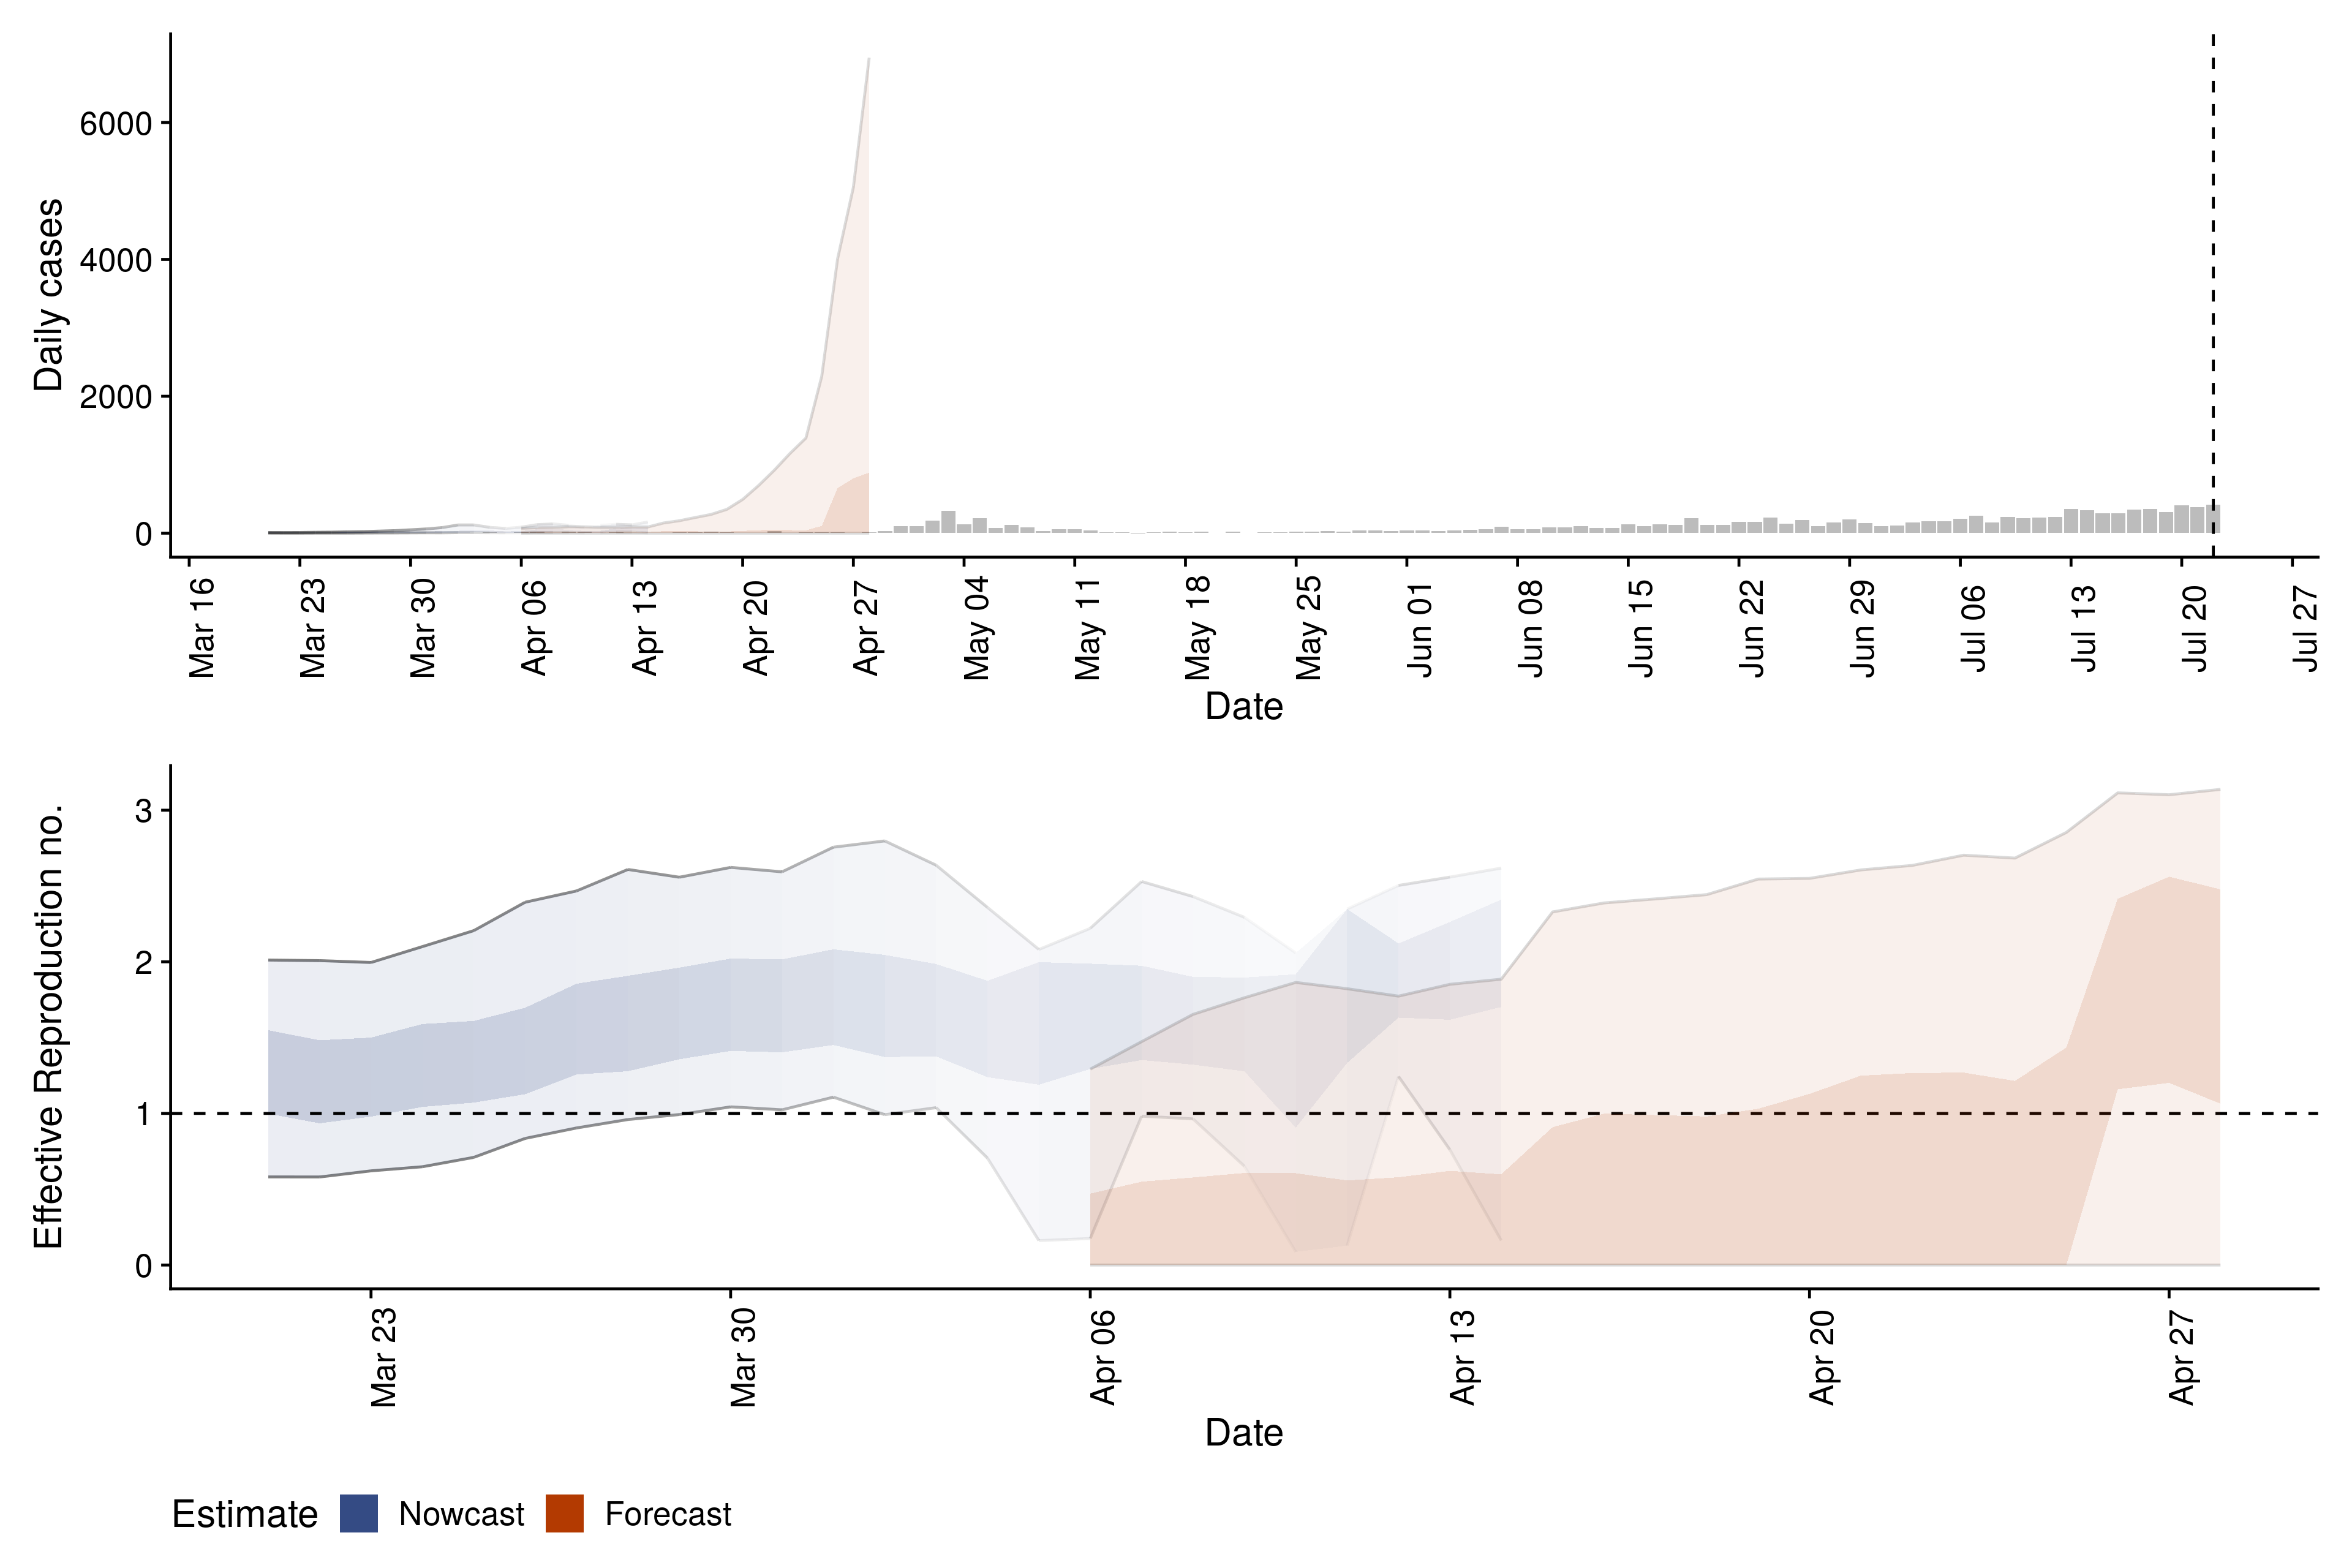 Daily cases
6000
4000
2000
0
Mar 16
Mar 23
Mar 30
Apr 06
Apr 13
Apr 20
Apr 27
May 04
May 11
May 18
May 25
Jun 01
Jun 08
Jun 15
Jun 22
Jun 29
Jul 06
Jul 13
Jul 20
Jul 27
Date
Effective Reproduction no.
3
2
1
0
Mar 23
Mar 30
Apr 06
Apr 13
Apr 20
Apr 27
Date
Estimate Nowcast Forecast